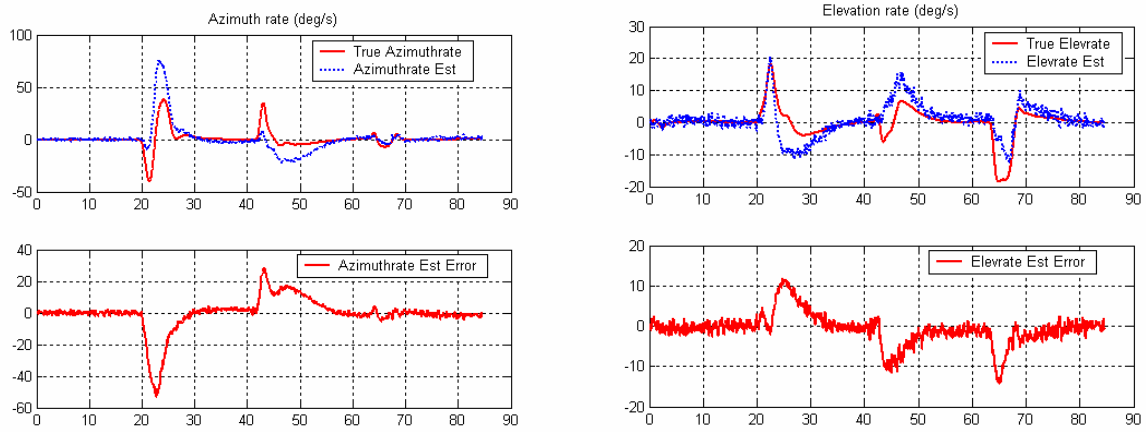 Azimuth rate (deg/s)
100
50
0
-50
True Azimuthrate
Azimuthrate Est
0 10 20 30 40 50 60 70 80 90
40
20
0
-20
-40
-60
Azimuthrate Est Error
0 10 20 30 40 50 60 70 80 90
Elevation rate (deg/s)
30
20
10
0
-10
-20
True Elevrate
Elevrate Est
0 10 20 30 40 50 60 70 80 90
20
10
0
-10
-20
Elevrate Est Error
0 10 20 30 40 50 60 70 80 90